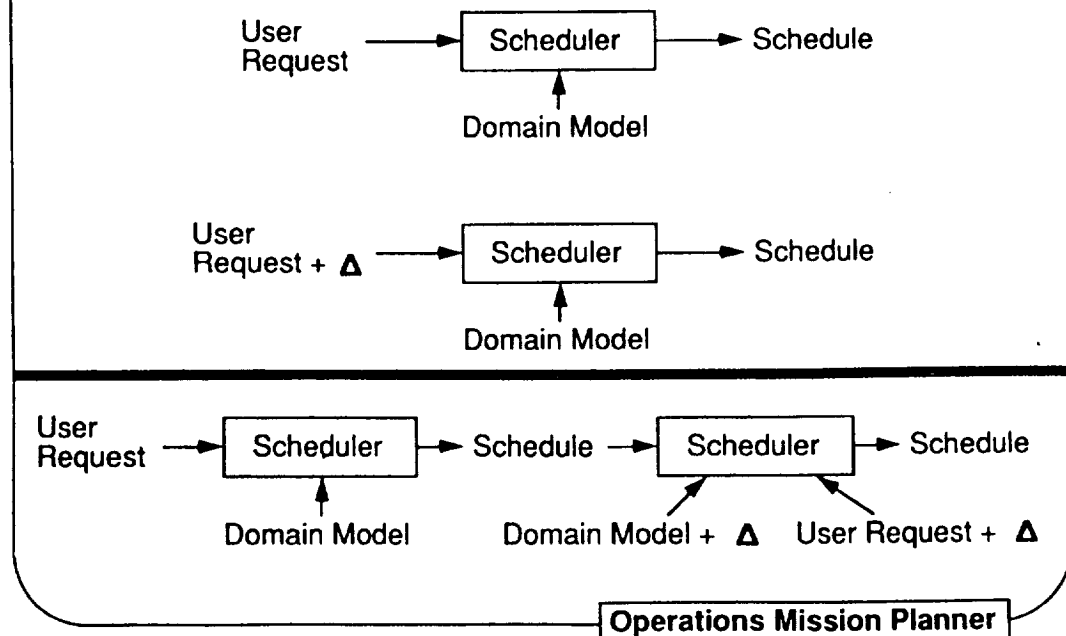 User
Request
Scheduler
Schedule
Domain Model
User
Request + Δ
Scheduler
Schedule
Domain Model
User
Request
Scheduler
Schedule
Scheduler
Schedule
Domain Model
Domain Model + Δ
User Request + Δ
Operations Mission Planner